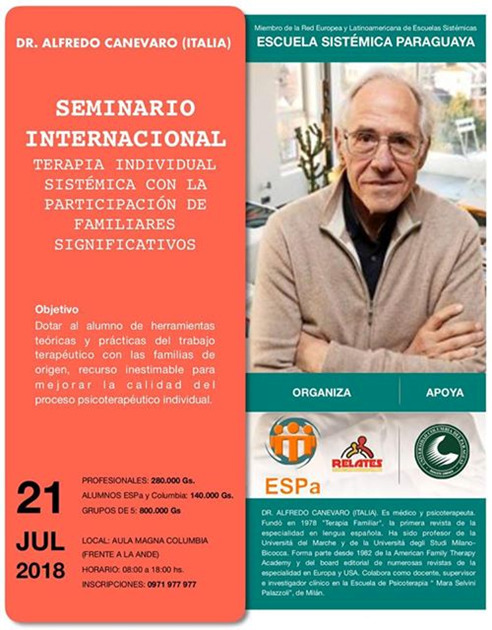 DR. ALFREDO CANEVARO (ITALIA)
SEMINARIO
INTERNACIONAL
TERAPIA INDIVIDUAL
SISTÉMICA CON LA
PARTICIPACIÓN DE
FAMILIARES
SIGNIFICATIVOS
Objetivo
Dotar al alumno de herramientas
teóricas y prácticas del trabajo
terapéutico con las familias de
origen, recurso inestimable para
mejorar la calidad del
proceso psicoterapéutico individual.
21
JUL
2018
PROFESIONALES: 280.000 Gs.
ALUMNOS ESPa y Columbia: 140.000 Gs.
GRUPOS DE 5: 800.000 Gs
LOCAL: AULA MAGNA COLUMBIA
(FRENTE A LA ANDE)
HORARIO: 08:00 a 18:00 hs.
INSCRIPCIONES: 0971 977 977
Miembro de la Red Europea y Latinoamericana de Escuelas Sistémicas
ESCUELA SISTÉMICA PARAGUAYA
ORGANIZA
APOYA
ESPa
RELATES
DR. ALFREDO CANEVARO (ITALIA). Es médico y psicoterapeuta.
Fundó en 1978 "Terapia Familiar", la primera revista de la
especialidad en lengua española. Ha sido profesor de la
Università del Marche y de la Università degli Studi Milano-
Bicocca. Forma parte desde 1982 de la American Family Therapy
Academy y del board editorial de numerosas revistas de la
especialidad en Europa y USA. Colabora como docente, supervisor
e investigador clínico en la Escuela de Psicoterapia " Mara Selvini
Palazzoli", de Milán.